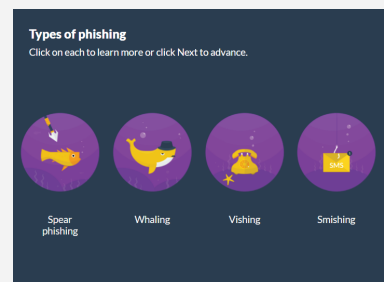 Types of phishing
Click on each to learn more or click Next to advance.
SMS
Spear
phishing
Whaling
Vishing
Smishing